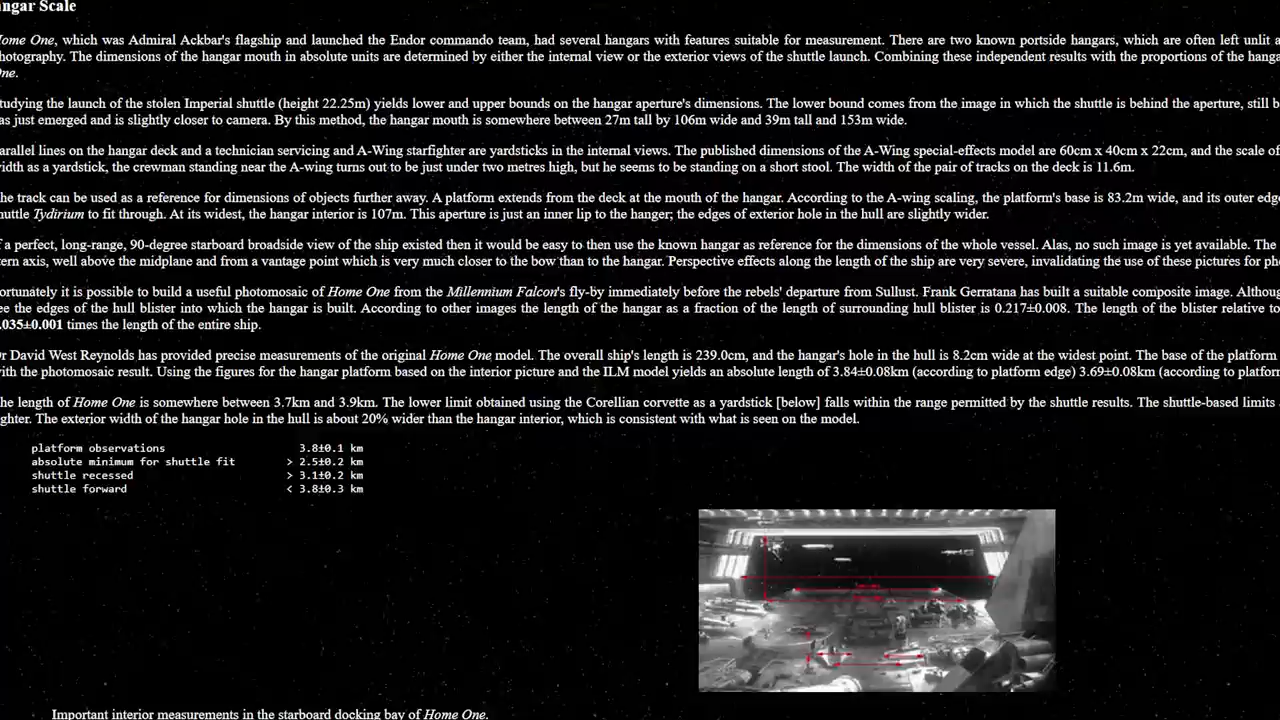 ngar Scale
ome One, which was Admiral Ackbar's flagship and launched the Endor commando team, had several hangars with features suitable for measurement. There are two known portside hangars, which are often left unlit a
hotography. The dimensions of the hangar mouth in absolute units are determined by either the internal view or the exterior views of the shuttle launch. Combining these independent results with the proportions of the hanga
One.
tudying the launch of the stolen Imperial shuttle (height 22.25m) yields lower and upper bounds on the hangar aperture's dimensions. The lower bound comes from the image in which the shuttle is behind the aperture, still b
as just emerged and is slightly closer to camera. By this method, the hangar mouth is somewhere between 27m tall by 106m wide and 39m tall and 153m wide.
arallel lines on the hangar deck and a technician servicing and A-Wing starfighter are yardsticks in the internal views. The published dimensions of the A-Wing special-effects model are 60cm x 40cm x 22cm, and the scale of
width as a yardstick, the crewman standing near the A-wing turns out to be just under two metres high, but he seems to be standing on a short stool. The width of the pair of tracks on the deck is 11.6m.
he track can be used as a reference for dimensions of objects further away. A platform extends from the deck at the mouth of the hangar. According to the A-wing scaling, the platform's base is 83.2m wide, and its outer edge
huttle Tydirium to fit through. At its widest, the hangar interior is 107m. This aperture is just an inner lip to the hangar; the edges of exterior hole in the hull are slightly wider.
f a perfect, long-range, 90-degree starboard broadside view of the ship existed then it would be easy to then use the known hangar as reference for the dimensions of the whole vessel. Alas, no such image is yet available. The
tern axis, well above the midplane and from a vantage point which is very much closer to the bow than to the hangar. Perspective effects along the length of the ship are very severe, invalidating the use of these pictures for ph
ortunately it is possible to build a useful photomosaic of Home One from the Millennium Falcon's fly-by immediately before the rebels' departure from Sullust. Frank Gerratana has built a suitable composite image. Althoug
ee the edges of the hull blister into which the hangar is built. According to other images the length of the hangar as a fraction of the length of surrounding hull blister is 0.217±0.008. The length of the blister relative to
.035±0.001 times the length of the entire ship.
r David West Reynolds has provided precise measurements of the original Home One model. The overall ship's length is 239.0cm, and the hangar's hole in the hull is 8.2cm wide at the widest point. The base of the platform
with the photomosaic result. Using the figures for the hangar platform based on the interior picture and the ILM model yields an absolute length of 3.84±0.08km (according to platform edge) 3.69±0.08km (according to platform
he length of Home One is somewhere between 3.7km and 3.9km. The lower limit obtained using the Corellian corvette as a yardstick [below] falls within the range permitted by the shuttle results. The shuttle-based limits a
ghter. The exterior width of the hangar hole in the hull is about 20% wider than the hangar interior, which is consistent with what is seen on the model.
platform observations 3.8±0.1 km
absolute minimum for shuttle fit > 2.5±0.2 km
shuttle recessed > 3.1±0.2 km
shuttle forward < 3.8±0.3 km
Important interior measurements in the starboard docking bay of Home One.